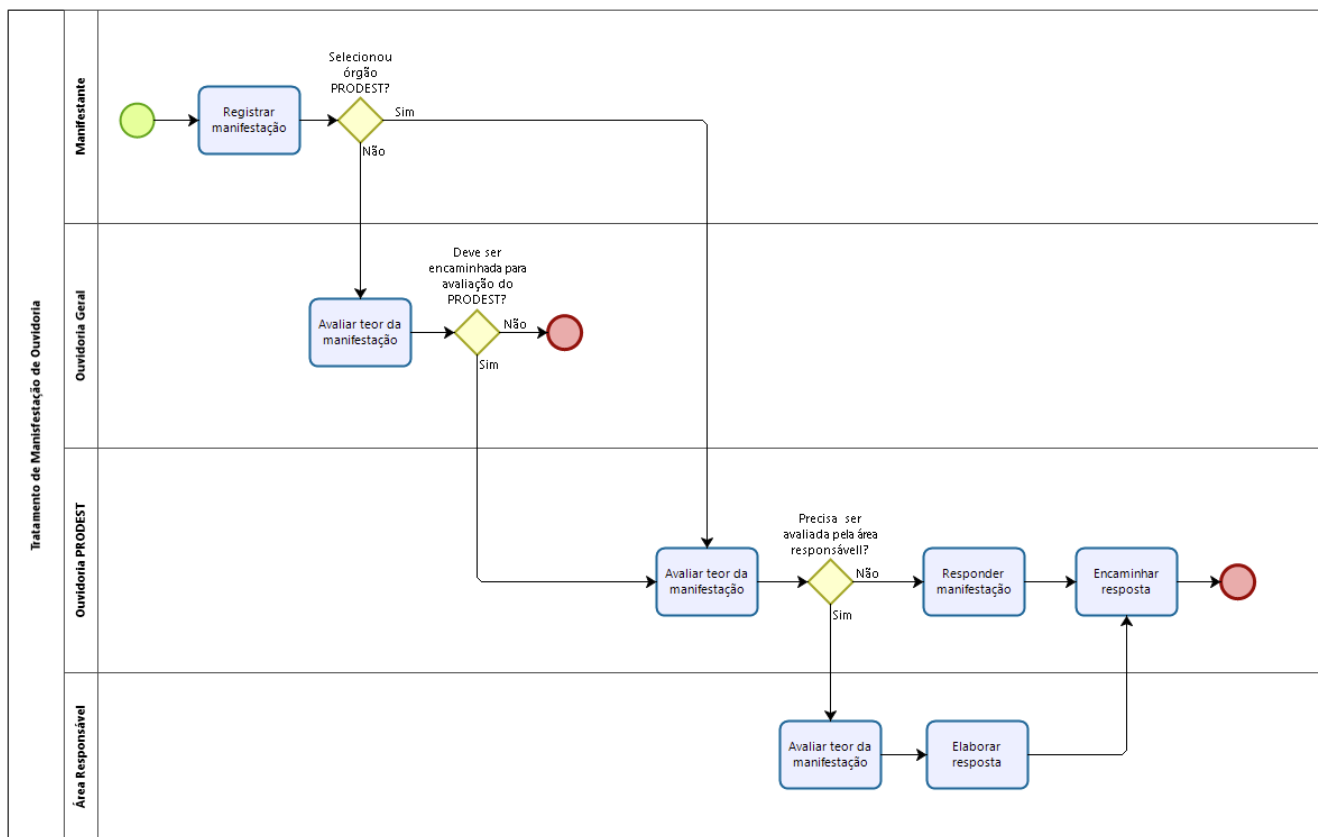 Tratamento de Manisfestação de Ouvidoria
Manifestante
Registrar
manifestação
Selecionou
órgão
PRODEST?
Sim
Não
Ouvidoria Geral
Avaliar teor da
manifestação
Deve ser
encaminhada para
avaliação do
PRODEST?
Não
Sim
Ouvidoria PRODEST
Avaliar teor da
manifestação
Precisa ser
avaliada pela área
responsávell?
Não
Sim
Responder
manifestação
Encaminhar
resposta
Área Responsável
Avaliar teor da
manifestação
Elaborar
resposta